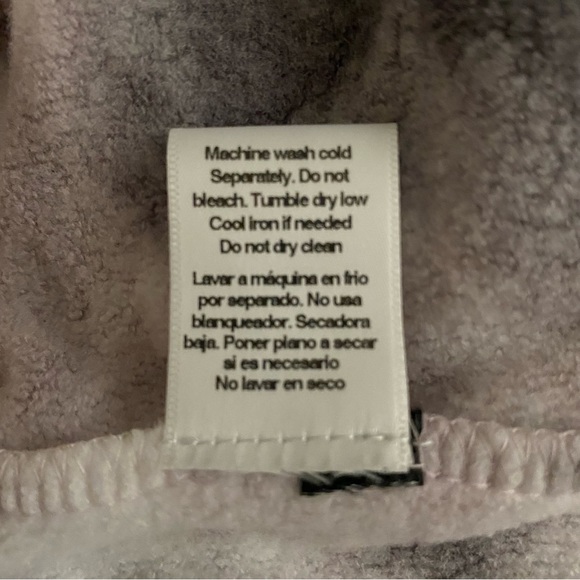 Machine wash cold
Separately. Do not
bleach. Tumble dry low
Cool iron if needed
Do not dry clean
Lavar a máquina en frio
por separado. No usa
blanqueador. Secadora
baja. Poner plano a secar
si es necesario
No lavar en seco